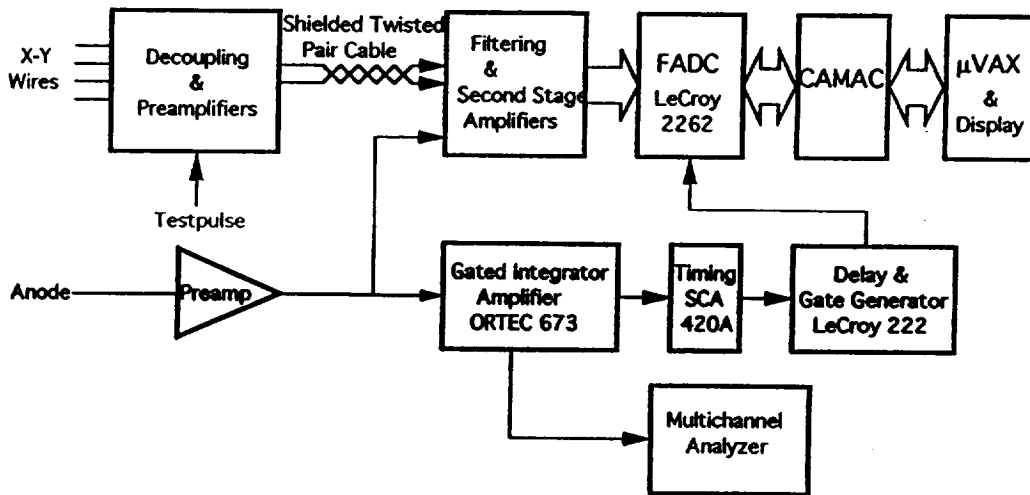 X-Y
Wires
Decoupling
&
Preamplifiers
Shielded Twisted
Pair Cable
Filtering
&
Second Stage
Amplifiers
FADC
LeCroy
2262
CAMAC
μVAX
&
Display
Testpulse
Anode
Preamp
Gated integrator
Amplifier
ORTEC 673
Timing
SCA
420A
Delay &
Gate Generator
LeCroy 222
Multichannel
Analyzer